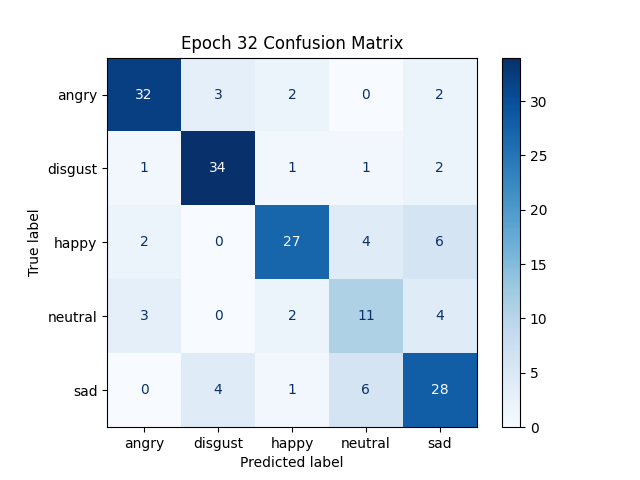 Epoch 32 Confusion Matrix
angry 32 3 2 0 2
disgust 1 34 1 1 2
happy 2 0 27 4 6
neutral 3 0 2 11 4
sad 0 4 1 6 28
angry disgust happy neutral sad
Predicted label
True label
30
25
20
15
10
5
0